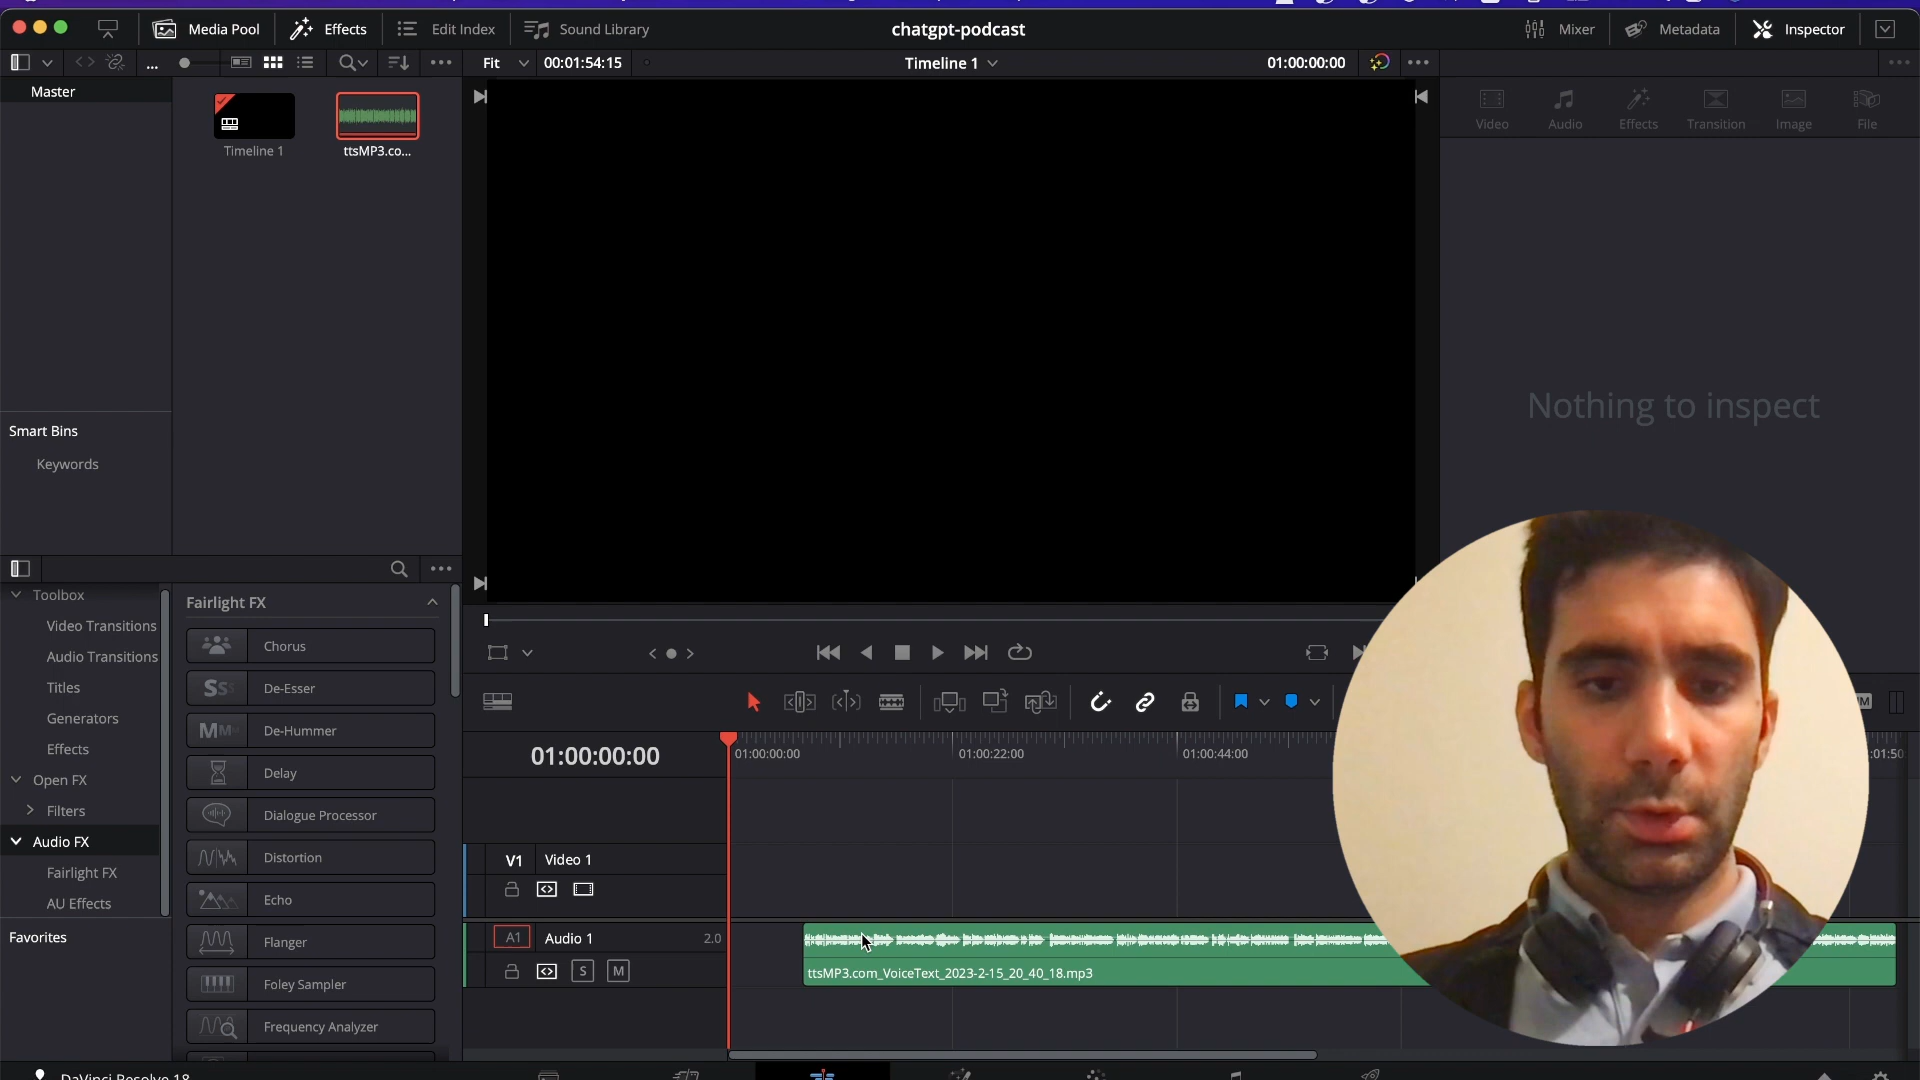 Media Pool
Effects
Edit Index
Sound Library
chatgpt-podcast
Mixer
Metadata
Inspector
Fit
00:01:54:15
Timeline 1
01:00:00:00
Master
Timeline 1
ttsMP3.co...
Video
Audio
Effects
Transition
Image
File
Nothing to inspect
Smart Bins
Keywords
Toolbox
Video Transitions
Audio Transitions
Titles
Generators
Effects
Open FX
Filters
Audio FX
Fairlight FX
AU Effects
Favorites
Fairlight FX
Chorus
De-Esser
De-Hummer
Delay
Dialogue Processor
Distortion
Echo
Flanger
Foley Sampler
Frequency Analyzer
01:00:00:00
01:00:00:00
01:00:22:00
01:00:44:00
:01:50
V1
Video 1
A1
Audio 1
2.0
S
M
ttsMP3.com_VoiceText_2023-2-15_20_40_18.mp3
DaVinci Resolve 18